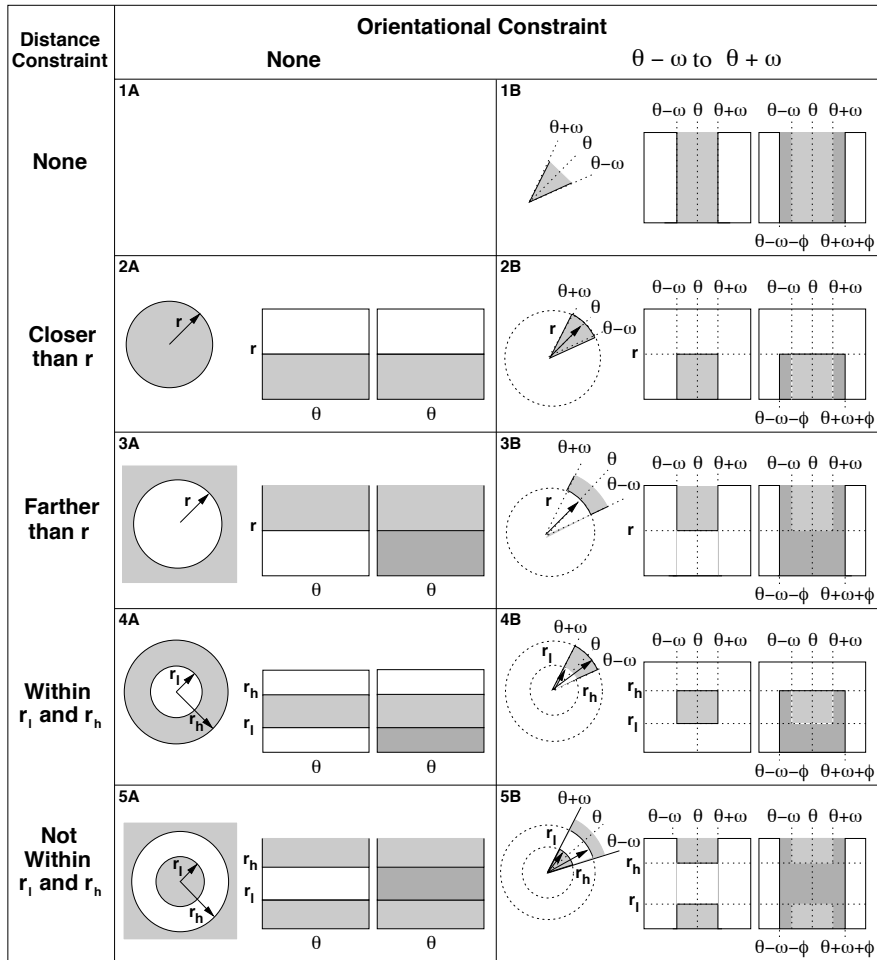 Distance
Constraint
Orientational Constraint
None
θ − ω to θ + ω
None
1A
1B
θ+ω
θ
θ−ω
θ−ω θ θ+ω
θ−ω θ θ+ω
θ−ω−φ θ+ω+φ
Closer
than r
2A
r
r
θ
θ
2B
θ+ω
θ
θ−ω
r
r
θ−ω θ θ+ω
θ−ω θ θ+ω
θ−ω−φ θ+ω+φ
Farther
than r
3A
r
r
θ
θ
3B
θ+ω
θ
θ−ω
r
r
θ−ω θ θ+ω
θ−ω θ θ+ω
θ−ω−φ θ+ω+φ
Within
rl and rh
4A
rl
rh
rh
rl
θ
θ
4B
θ+ω
θ
θ−ω
rl
rh
rh
rl
θ−ω θ θ+ω
θ−ω θ θ+ω
θ−ω−φ θ+ω+φ
Not
Within
rl and rh
5A
rl
rh
rh
rl
θ
θ
5B
θ+ω
θ
θ−ω
rl
rh
rh
rl
θ−ω θ θ+ω
θ−ω θ θ+ω
θ−ω−φ θ+ω+φ